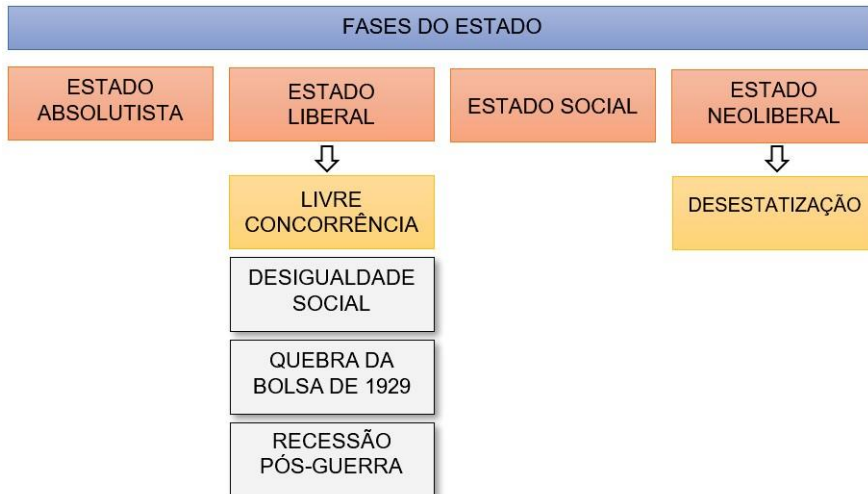 FASES DO ESTADO
ESTADO
ABSOLUTISTA
ESTADO
LIBERAL
ESTADO SOCIAL
ESTADO
NEOLIBERAL
LIVRE
CONCORRÊNCIA
DESESTATIZAÇÃO
DESIGUALDADE
SOCIAL
QUEBRA DA
BOLSA DE 1929
RECESSÃO
PÓS-GUERRA